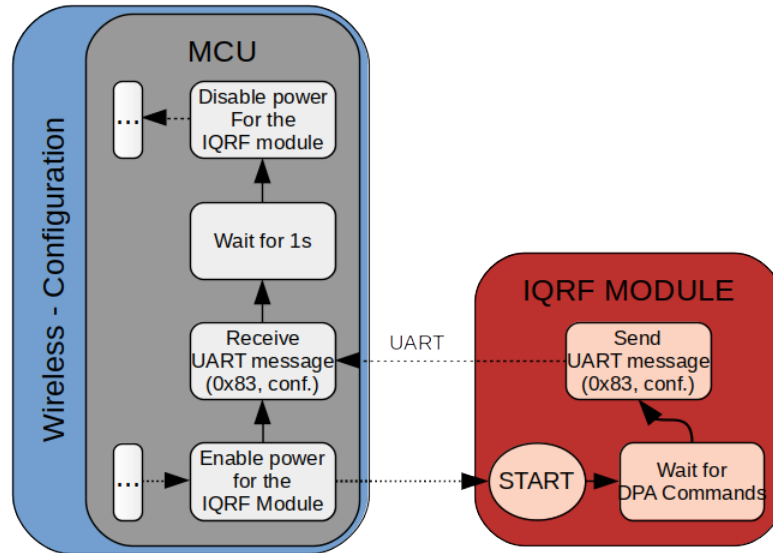 Wireless - Configuration
MCU
...
Disable power
For the
IQRF module
Wait for 1s
Receive
UART message
(0x83, conf.)
...
Enable power
for the
IQRF Module
UART
IQRF MODULE
Send
UART message
(0x83, conf.)
START
Wait for
DPA Commands